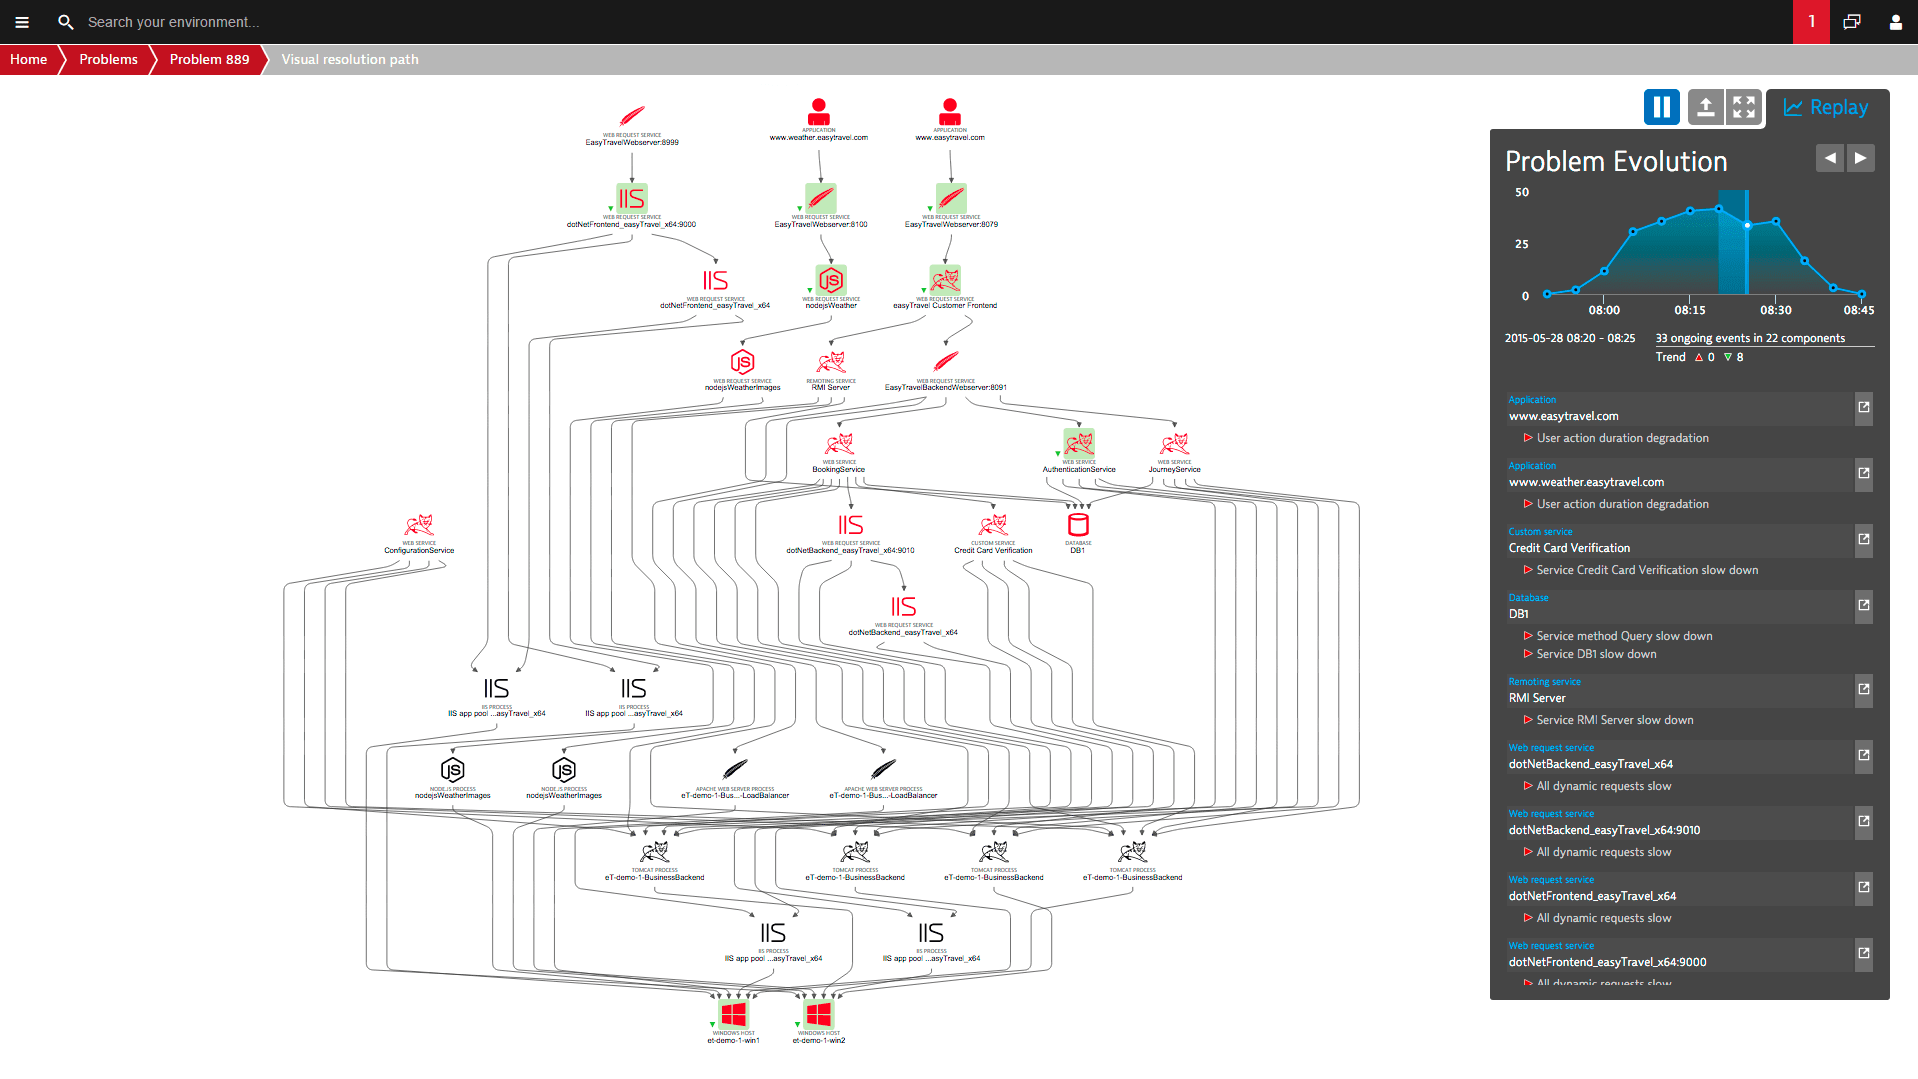 Search your environment...
1
Home
Problems
Problem 889
Visual resolution path
WEB REQUEST SERVICE
EasyTravelWebserver:8999
APPLICATION
www.weather.easytravel.com
APPLICATION
www.easytravel.com
WEB REQUEST SERVICE
dotNetFrontend_easyTravel_x64:9000
WEB REQUEST SERVICE
EasyTravelWebserver:8100
WEB REQUEST SERVICE
EasyTravelWebserver:8079
WEB REQUEST SERVICE
dotNetFrontend_easyTravel_x64
WEB REQUEST SERVICE
nodejsWeather
WEB REQUEST SERVICE
easyTravel Customer Frontend
WEB REQUEST SERVICE
nodejsWeatherImages
REMOTING SERVICE
RMI Server
WEB REQUEST SERVICE
EasyTravelBackendWebserver:8091
WEB SERVICE
BookingService
WEB SERVICE
AuthenticationService
WEB SERVICE
JourneyService
WEB SERVICE
ConfigurationService
WEB REQUEST SERVICE
dotNetBackend_easyTravel_x64:9010
CUSTOM SERVICE
Credit Card Verification
DATABASE
DB1
WEB REQUEST SERVICE
dotNetBackend_easyTravel_x64
IIS PROCESS
IIS app pool ...asyTravel_x64
IIS PROCESS
IIS app pool ...asyTravel_x64
NODE.JS PROCESS
nodejsWeatherImages
NODE.JS PROCESS
nodejsWeatherImages
APACHE WEB SERVER PROCESS
eT-demo-1-Bus...-LoadBalancer
APACHE WEB SERVER PROCESS
eT-demo-1-Bus...-LoadBalancer
TOMCAT PROCESS
eT-demo-1-BusinessBackend
TOMCAT PROCESS
eT-demo-1-BusinessBackend
TOMCAT PROCESS
eT-demo-1-BusinessBackend
TOMCAT PROCESS
eT-demo-1-BusinessBackend
IIS PROCESS
IIS app pool ...asyTravel_x64
IIS PROCESS
IIS app pool ...asyTravel_x64
WINDOWS HOST
et-demo-1-win1
WINDOWS HOST
et-demo-1-win2
Replay
Problem Evolution
50
25
0
08:00
08:15
08:30
08:45
2015-05-28 08:20 - 08:25
33 ongoing events in 22 components
Trend 0 8
Application
www.easytravel.com
User action duration degradation
Application
www.weather.easytravel.com
User action duration degradation
Custom service
Credit Card Verification
Service Credit Card Verification slow down
Database
DB1
Service method Query slow down
Service DB1 slow down
Remoting service
RMI Server
Service RMI Server slow down
Web request service
dotNetBackend_easyTravel_x64
All dynamic requests slow
Web request service
dotNetBackend_easyTravel_x64:9010
All dynamic requests slow
Web request service
dotNetFrontend_easyTravel_x64
All dynamic requests slow
Web request service
dotNetFrontend_easyTravel_x64:9000
All dynamic requests slow